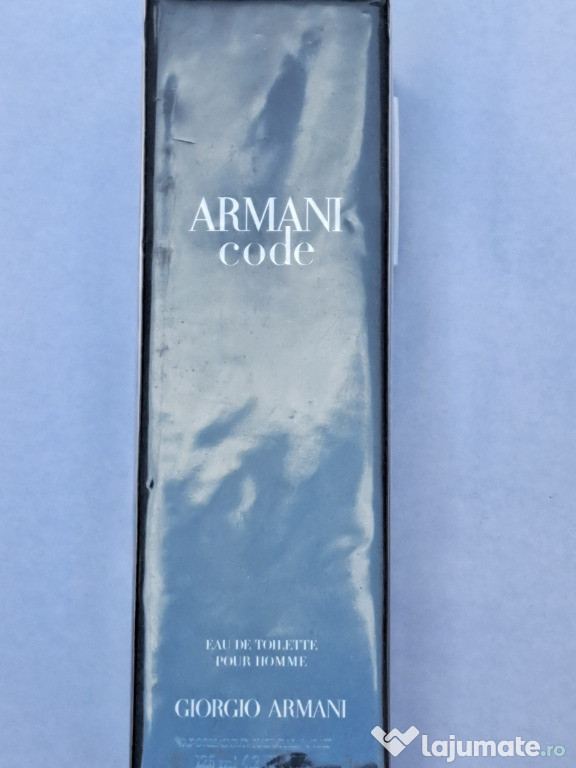 ARMANI
code
EAU DE TOILETTE
POUR HOMME
GIORGIO ARMANI
lajumate.ro